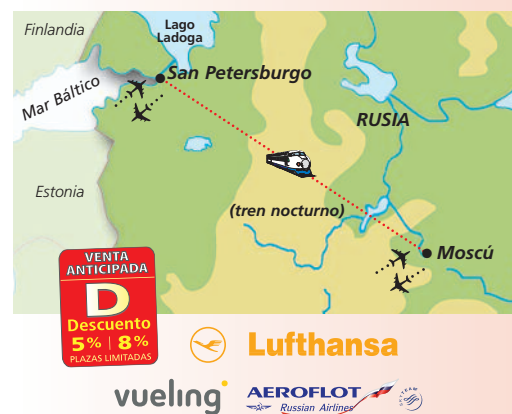 Finlandia
Lago
Ladoga
San Petersburgo
Mar Báltico
RUSIA
Estonia
(tren nocturno)
Moscú
VENTA
ANTICIPADA
D
Descuento
5% | 8%
PLAZAS LIMITADAS
Lufthansa
vueling
AEROFLOT
Russian Airlines
SKYTEAM